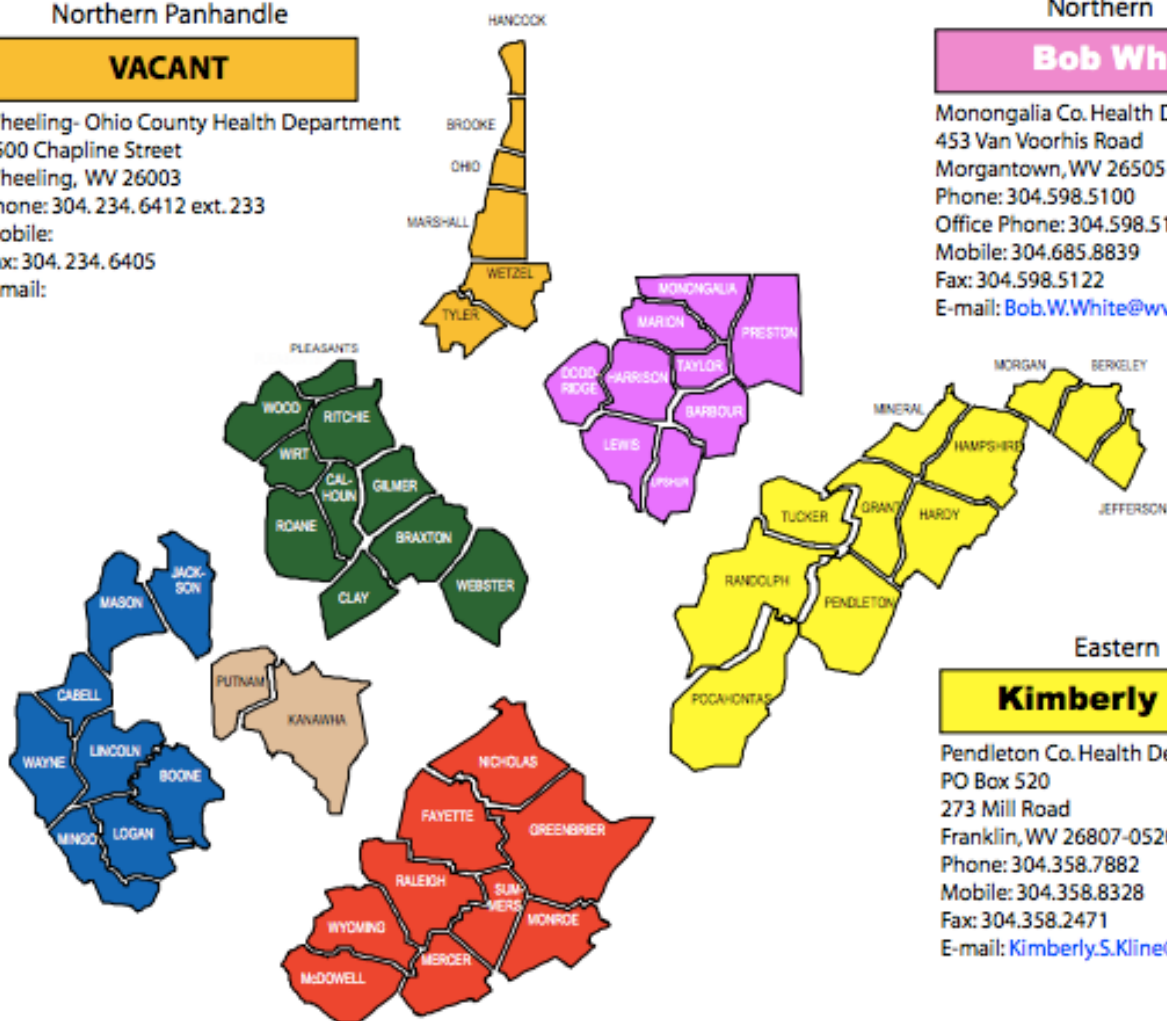 Northern Panhandle
VACANT
heeling- Ohio County Health Department
500 Chapline Street
heeling, WV 26003
hone: 304. 234. 6412 ext. 233
obile:
ax: 304. 234. 6405
mail:
Northern
Bob Wh
Monongalia Co. Health D
453 Van Voorhis Road
Morgantown, WV 26505-
Phone: 304.598.5100
Office Phone: 304.598.51
Mobile: 304.685.8839
Fax: 304.598.5122
E-mail: Bob.W.White@wv
HANCOCK
BROOKE
OHIO
MARSHALL
WETZEL
TYLER
MONONGALIA
MARION
PRESTON
TAYLOR
DODD-
RIDGE
HARRISON
BARBOUR
LEWIS
UPSHUR
PLEASANTS
WOOD
RITCHIE
WIRT
CAL-
HOUN
GILMER
ROANE
BRAXTON
CLAY
WEBSTER
MORGAN
BERKELEY
MINERAL
HAMPSHIRE
JEFFERSON
GRANT
HARDY
TUCKER
RANDOLPH
PENDLETON
POCAHONTAS
JACK-
SON
MASON
CABELL
WAYNE
LINCOLN
BOONE
MINGO
LOGAN
PUTNAM
KANAWHA
NICHOLAS
FAYETTE
GREENBRIER
RALEIGH
SUM-
MERS
MONROE
WYOMING
MERCER
McDOWELL
Eastern
Kimberly
Pendleton Co. Health De
PO Box 520
273 Mill Road
Franklin, WV 26807-0520
Phone: 304.358.7882
Mobile: 304.358.8328
Fax: 304.358.2471
E-mail: Kimberly.S.Kline@